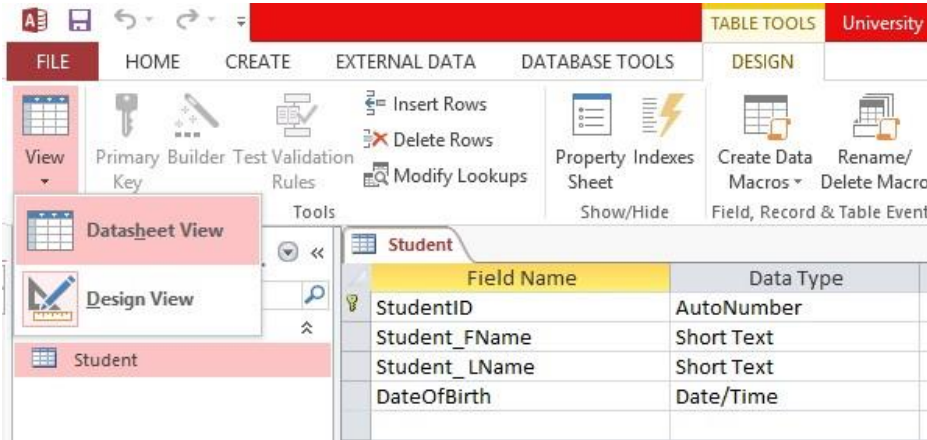 TABLE TOOLS University
FILE HOME CREATE EXTERNAL DATA DATABASE TOOLS DESIGN
View
Primary Key
Builder
Test Validation Rules
Insert Rows
Delete Rows
Modify Lookups
Property Sheet
Indexes
Create Data Macros
Rename/ Delete Macro
Tools
Show/Hide
Field, Record & Table Event
Datasheet View
Design View
Student
Student
Field Name Data Type
StudentID AutoNumber
Student_FName Short Text
Student_ LName Short Text
DateOfBirth Date/Time